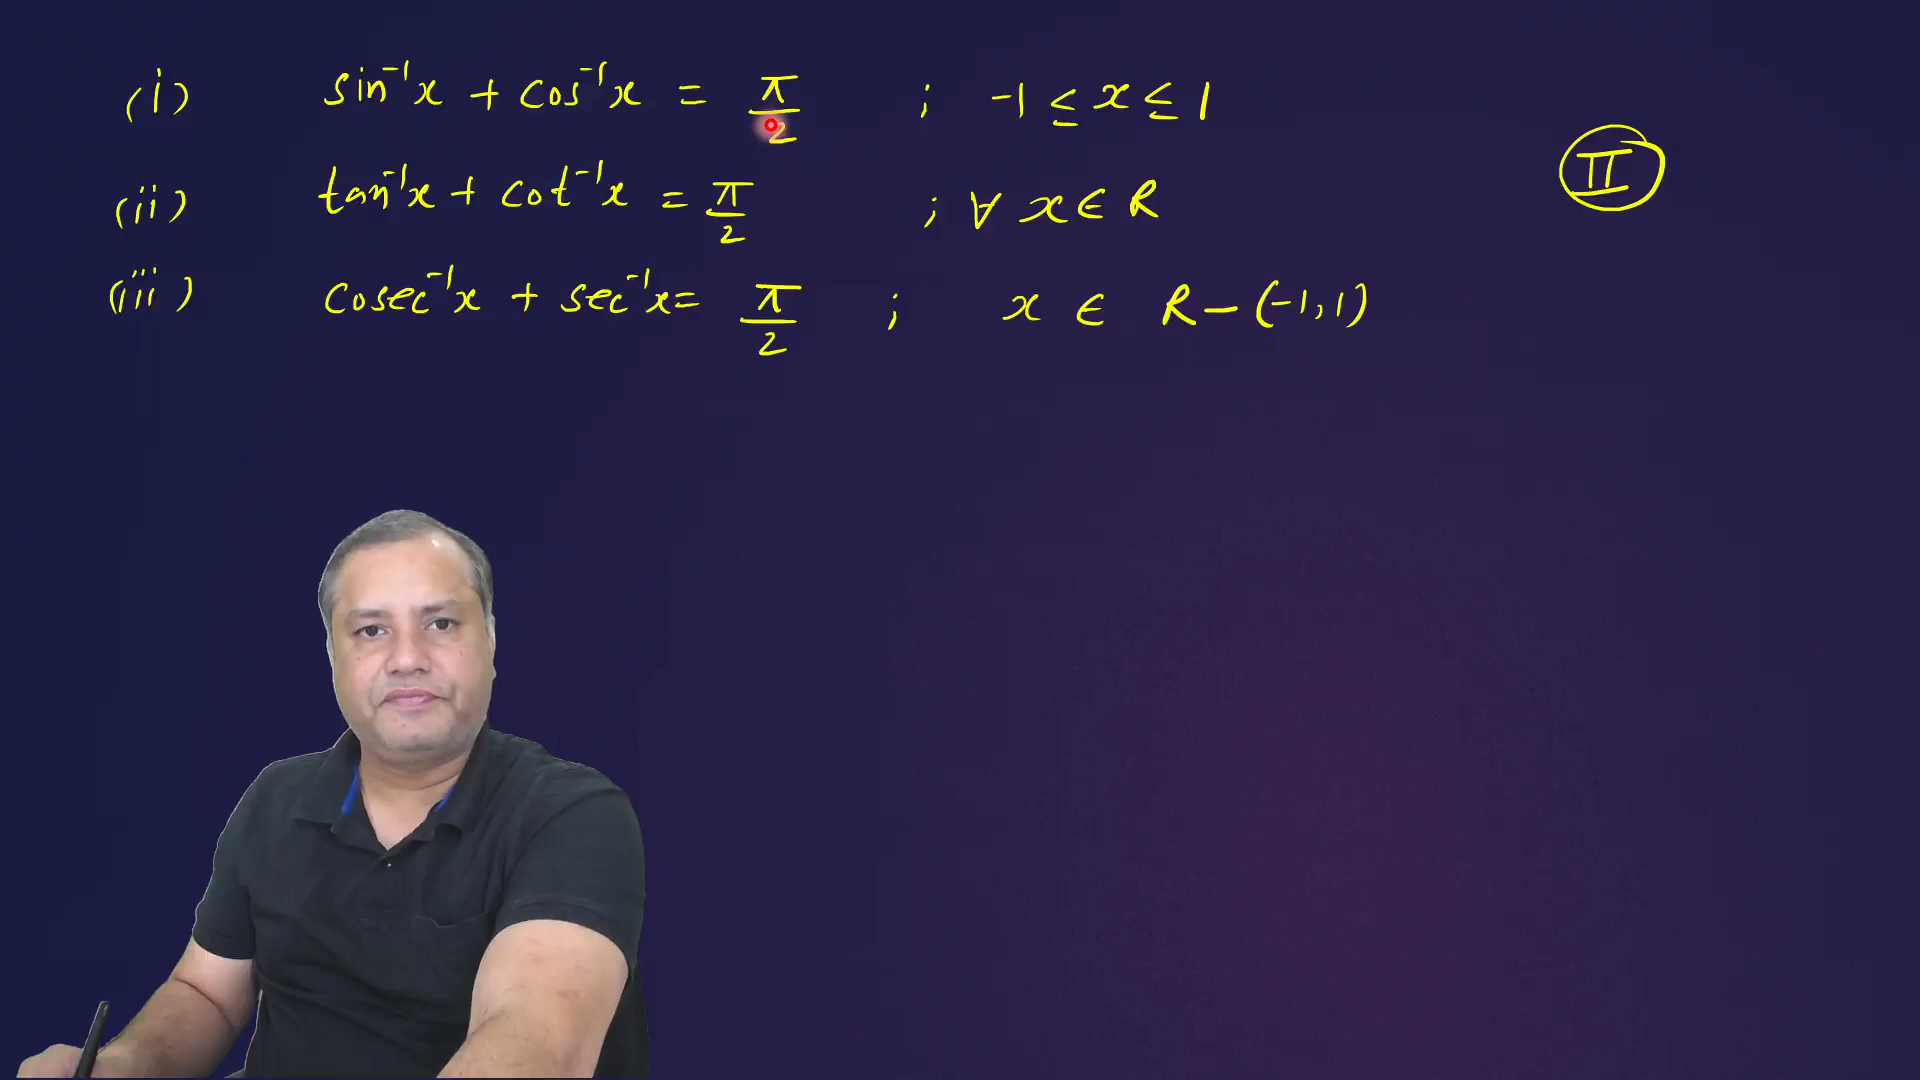 (i) sin⁻¹x + cos⁻¹x = π/2 ; -1 ≤ x ≤ 1
II
(ii) tan⁻¹x + cot⁻¹x = π/2 ; ∀ x ∈ R
(iii) cosec⁻¹x + sec⁻¹x = π/2 ; x ∈ R - (-1, 1)